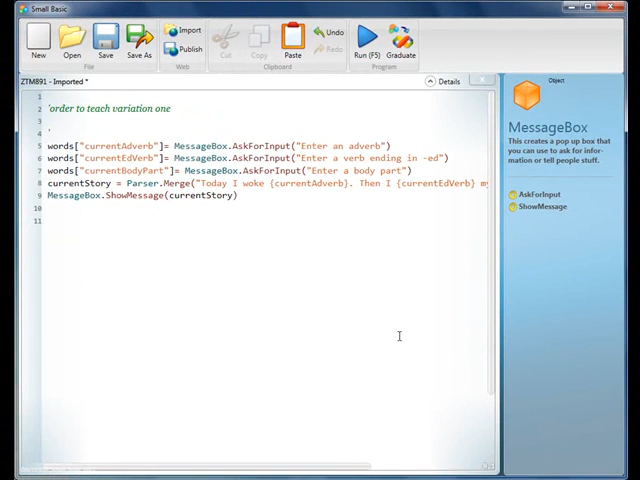 Small Basic
New
Open
Save
Save As
Import
Publish
Cut
Copy
Paste
Undo
Redo
Run (F5)
Graduate
File
Web
Clipboard
Program
ZTM891 - Imported *
Details
1
2 'order to teach variation one
3
4 '
5 words["currentAdverb"]= MessageBox.AskForInput("Enter an adverb")
6 words["currentEdVerb"]= MessageBox.AskForInput("Enter a verb ending in -ed")
7 words["currentBodyPart"]= MessageBox.AskForInput("Enter a body part")
8 currentStory = Parser.Merge("Today I woke {currentAdverb}. Then I {currentEdVerb} my
9 MessageBox.ShowMessage(currentStory)
10
11
Object
MessageBox
This creates a pop up box that
you can use to ask for infor-
mation or tell people stuff.
AskForInput
ShowMessage